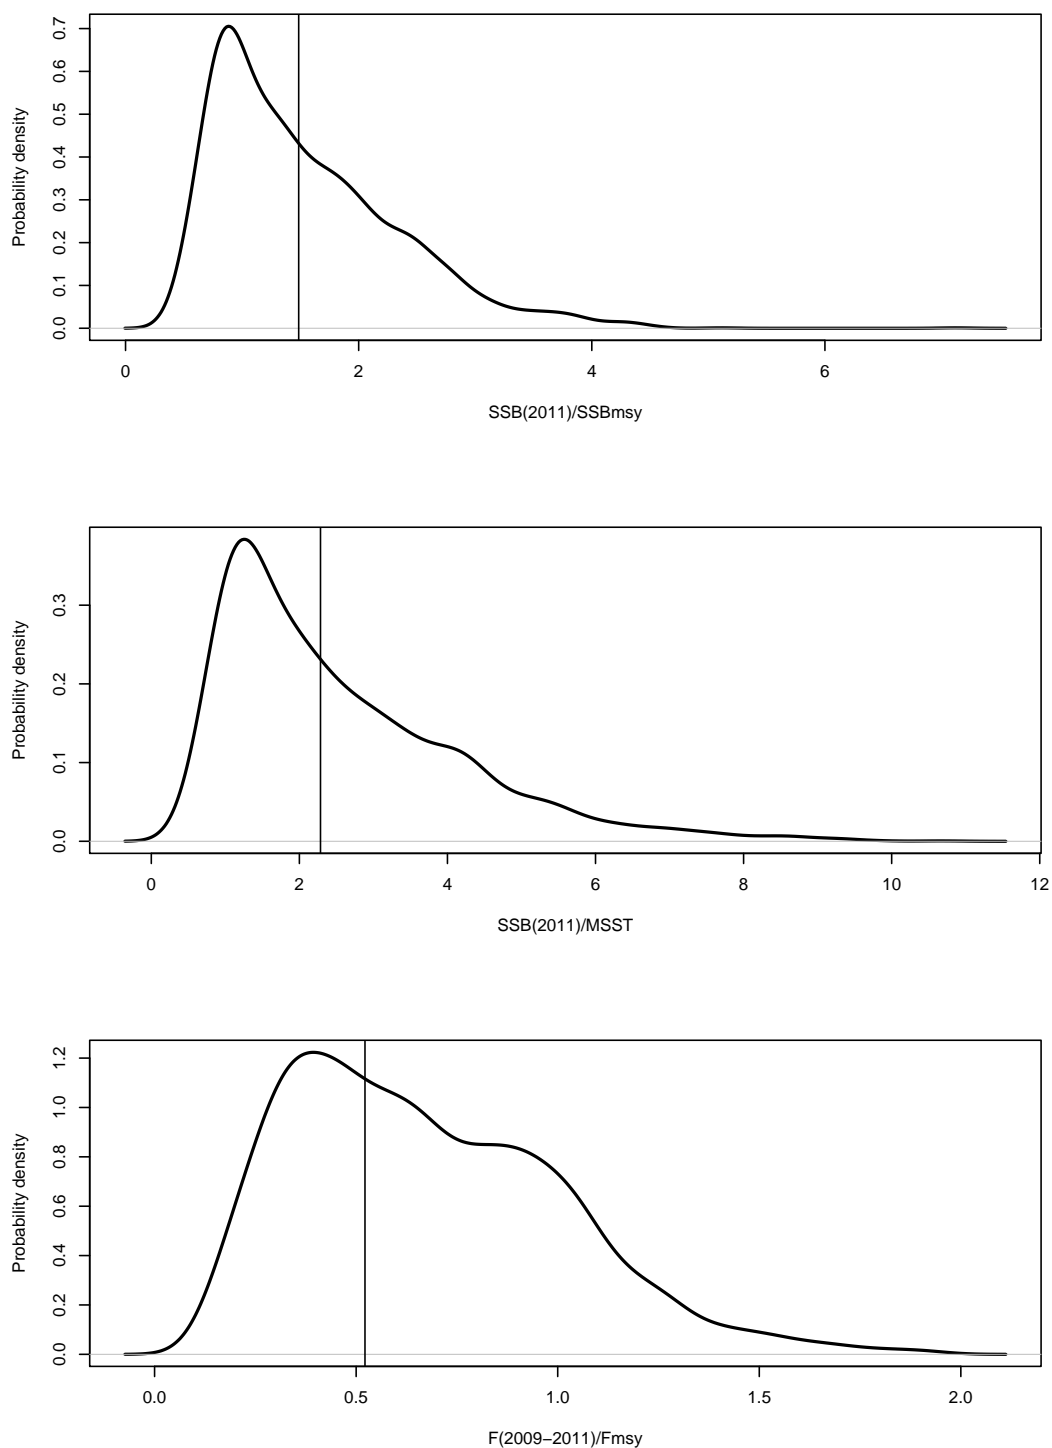 Probability density
0.7
0.6
0.5
0.4
0.3
0.2
0.1
0.0
0 2 4 6
SSB(2011)/SSBmsy
Probability density
0.3
0.2
0.1
0.0
0 2 4 6 8 10 12
SSB(2011)/MSST
Probability density
1.2
1.0
0.8
0.6
0.4
0.2
0.0
0.0 0.5 1.0 1.5 2.0
F(2009−2011)/Fmsy